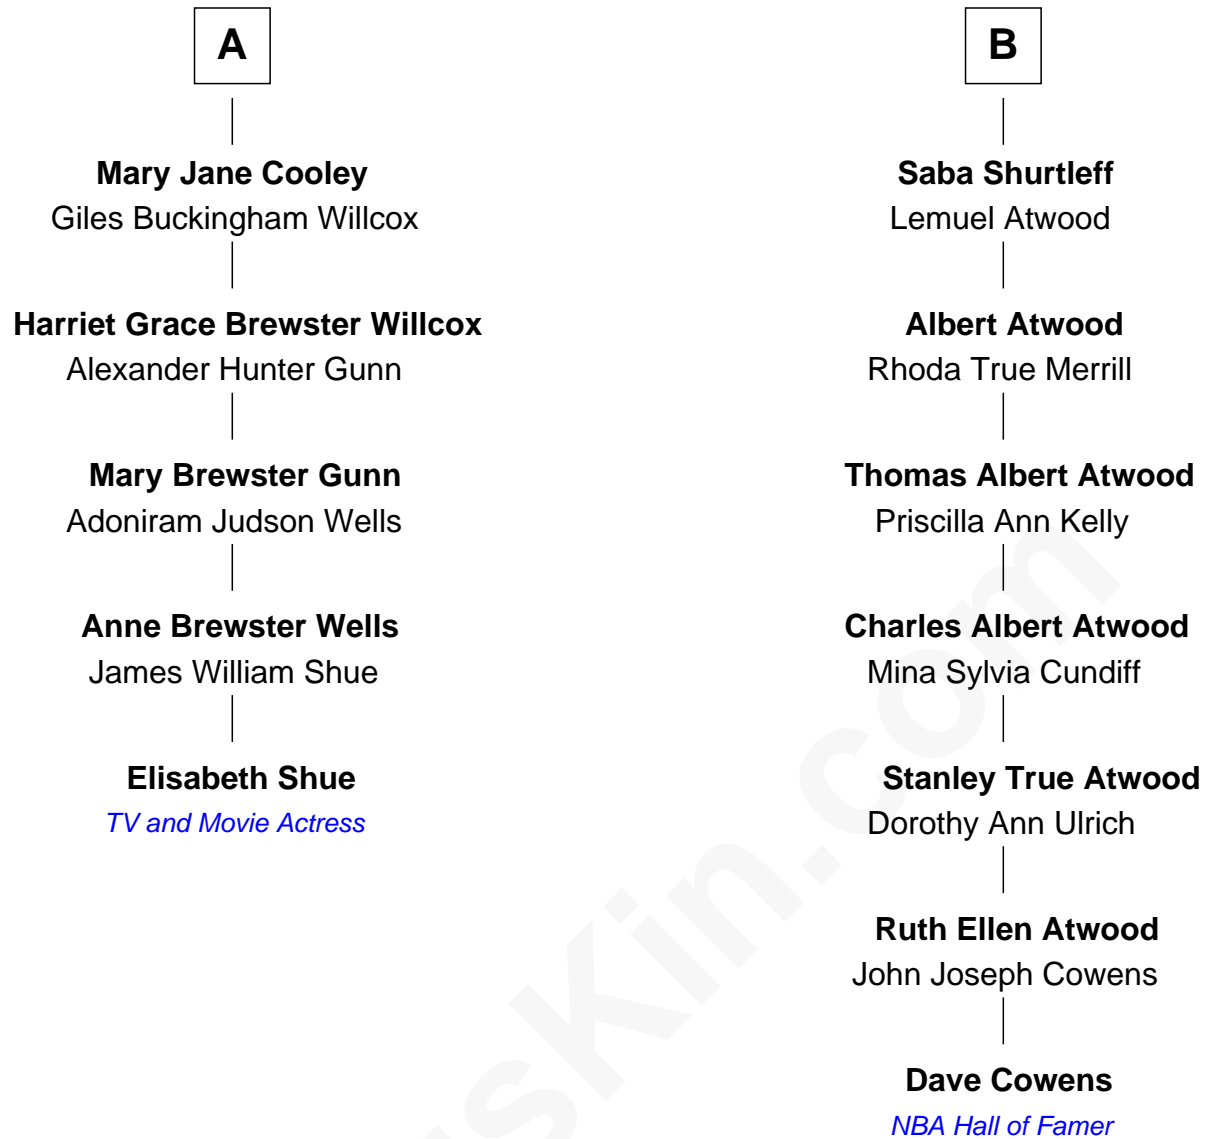 A
Mary Jane Cooley
Giles Buckingham Willcox
Harriet Grace Brewster Willcox
Alexander Hunter Gunn
Mary Brewster Gunn
Adoniram Judson Wells
Anne Brewster Wells
James William Shue
Elisabeth Shue
TV and Movie Actress
B
Saba Shurtleff
Lemuel Atwood
Albert Atwood
Rhoda True Merrill
Thomas Albert Atwood
Priscilla Ann Kelly
Charles Albert Atwood
Mina Sylvia Cundiff
Stanley True Atwood
Dorothy Ann Ulrich
Ruth Ellen Atwood
John Joseph Cowens
Dave Cowens
NBA Hall of Famer